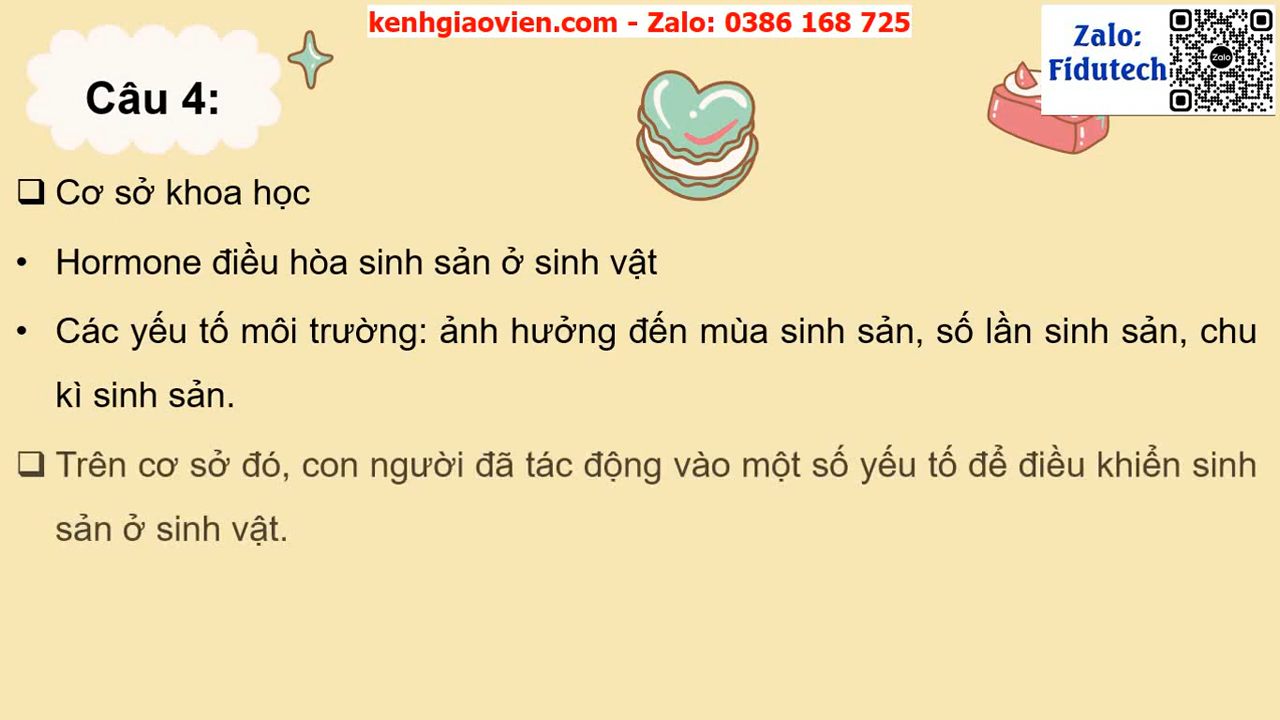 kenhgiaovien.com - Zalo: 0386 168 725
Zalo:
Fidutech
Zalo
Câu 4:
❑ Cơ sở khoa học
• Hormone điều hòa sinh sản ở sinh vật
• Các yếu tố môi trường: ảnh hưởng đến mùa sinh sản, số lần sinh sản, chu
kì sinh sản.
❑ Trên cơ sở đó, con người đã tác động vào một số yếu tố để điều khiển sinh
sản ở sinh vật.